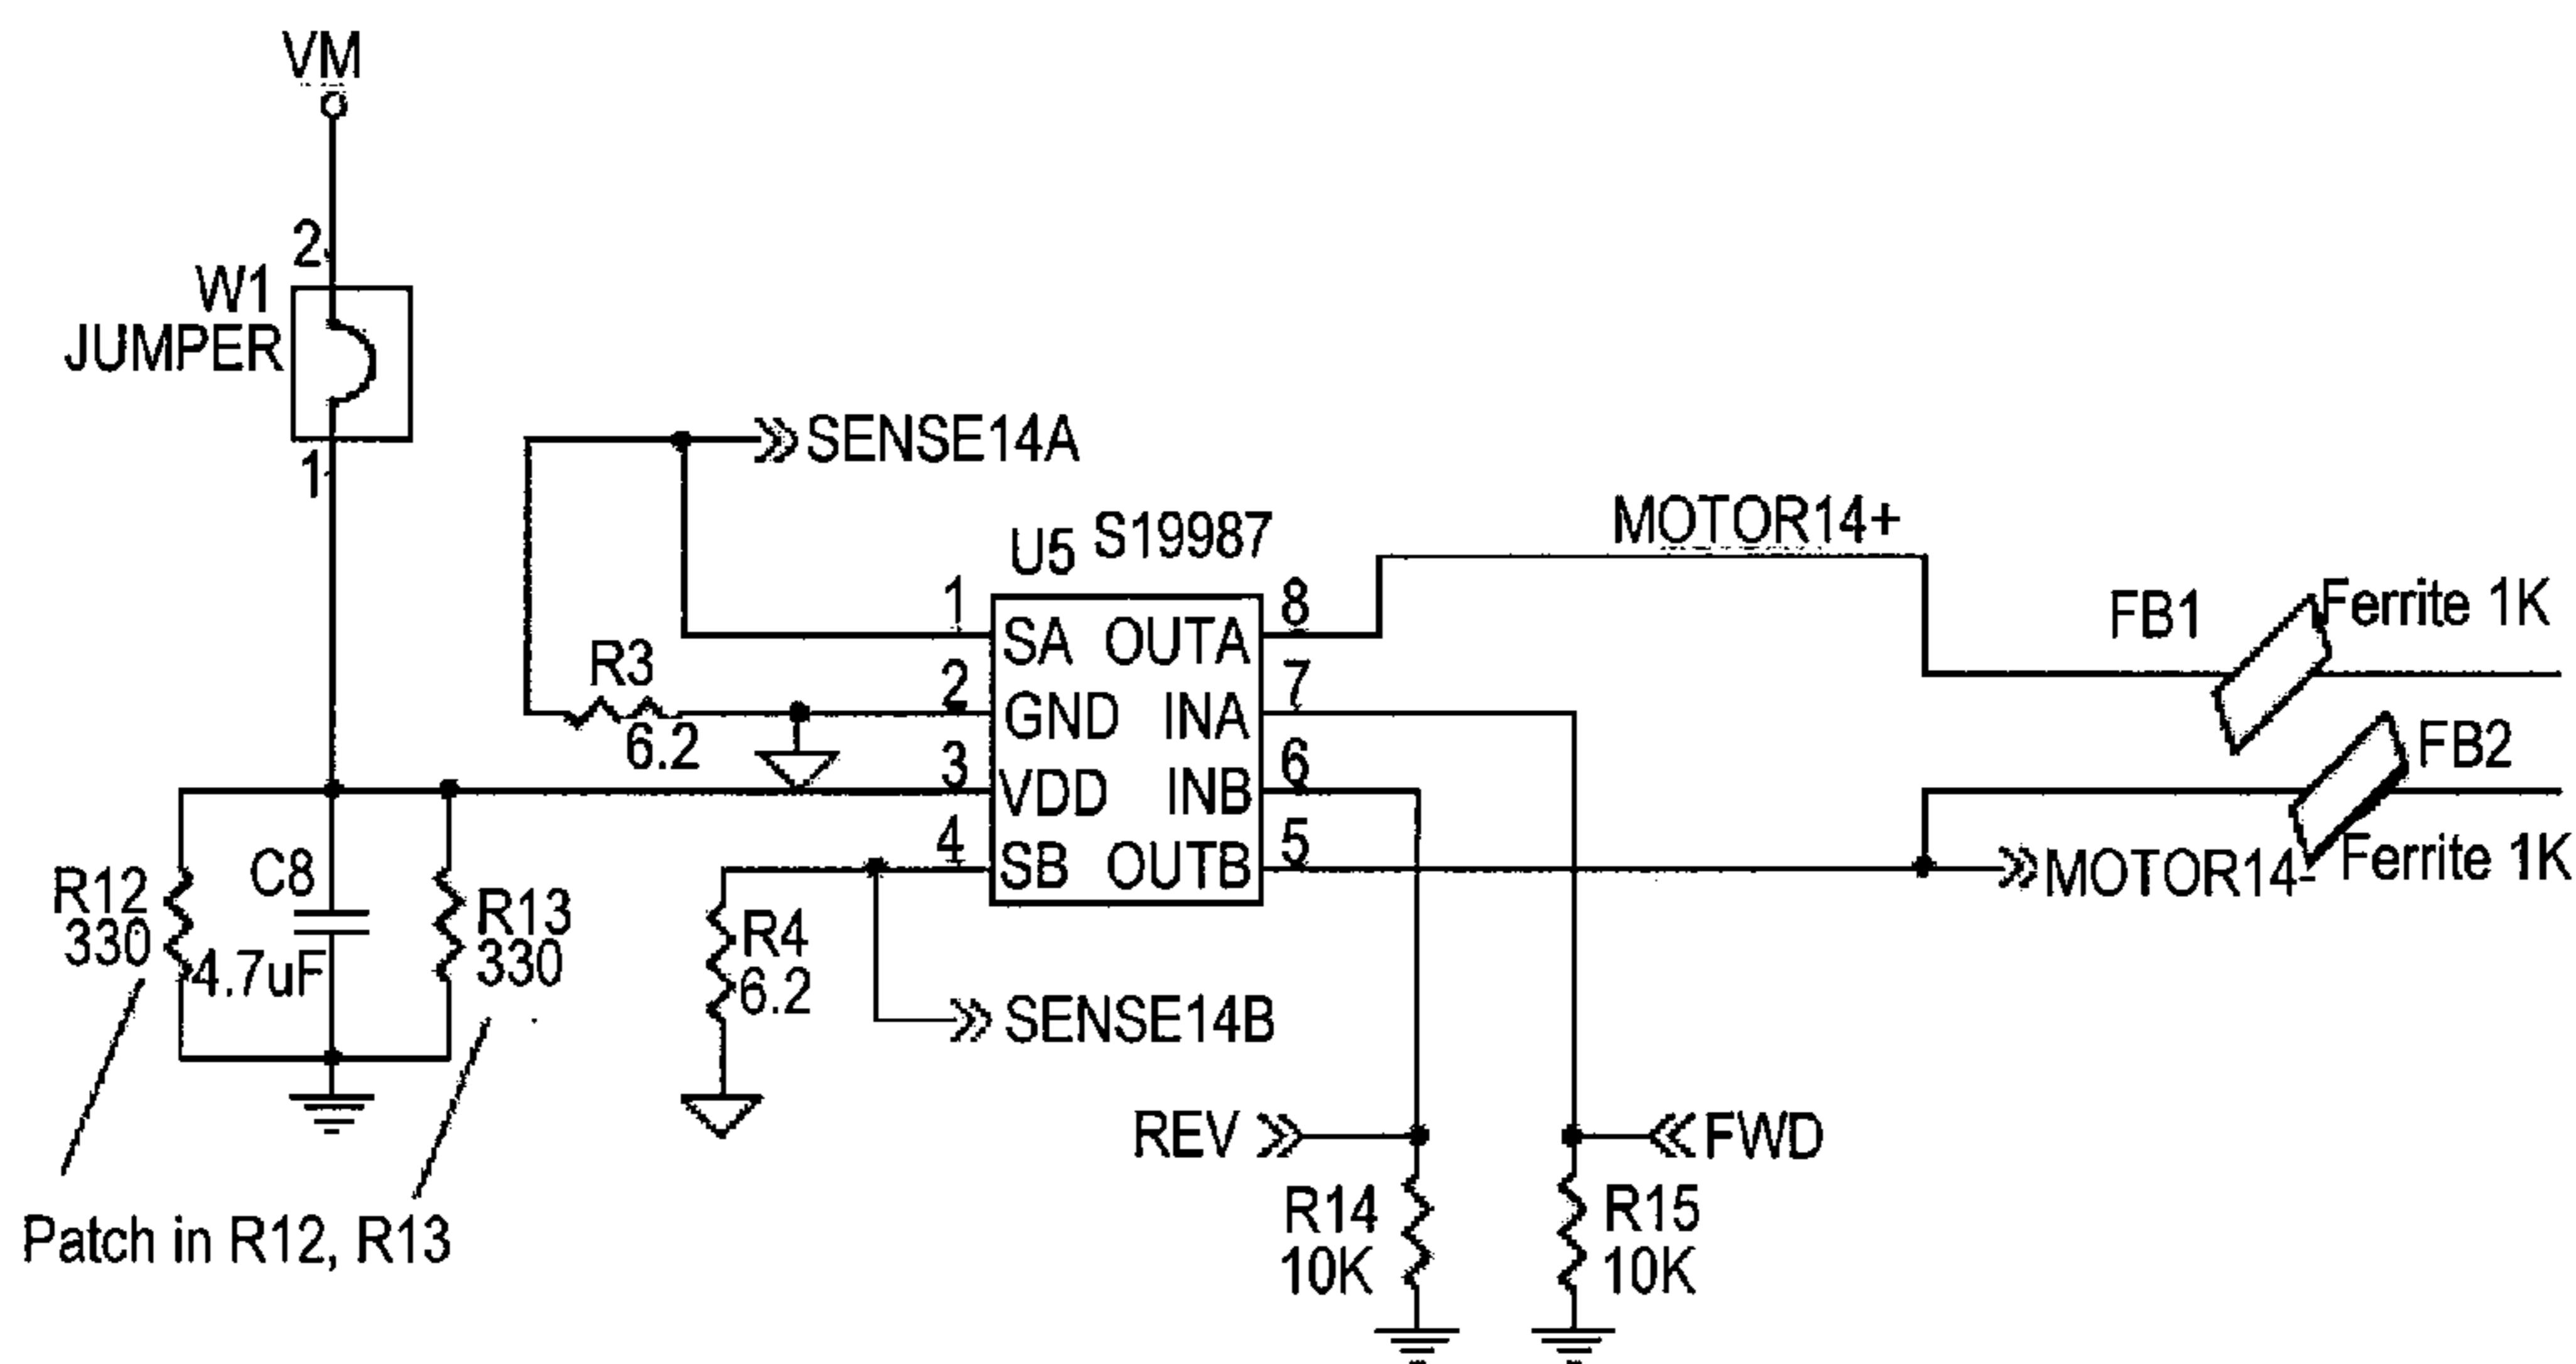 VM
2
W1
JUMPER
1
SENSE14A
U5 S19987
MOTOR14+
1 SA OUTA 8
2 GND INA 7
3 VDD INB 6
4 SB OUTB 5
R3
6.2
FB1 Ferrite 1K
FB2
Ferrite 1K
MOTOR14-
R12
330
C8
4.7uF
R13
330
R4
6.2
SENSE14B
REV
FWD
R14
10K
R15
10K
Patch in R12, R13